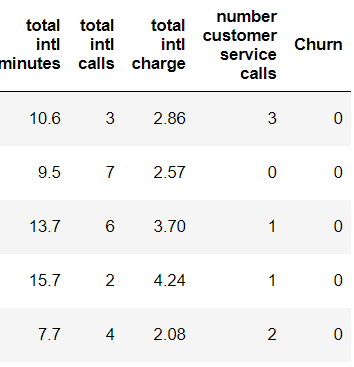 total intl minutes total intl calls total intl charge number customer service calls Churn
10.6 3 2.86 3 0
9.5 7 2.57 0 0
13.7 6 3.70 1 0
15.7 2 4.24 1 0
7.7 4 2.08 2 0